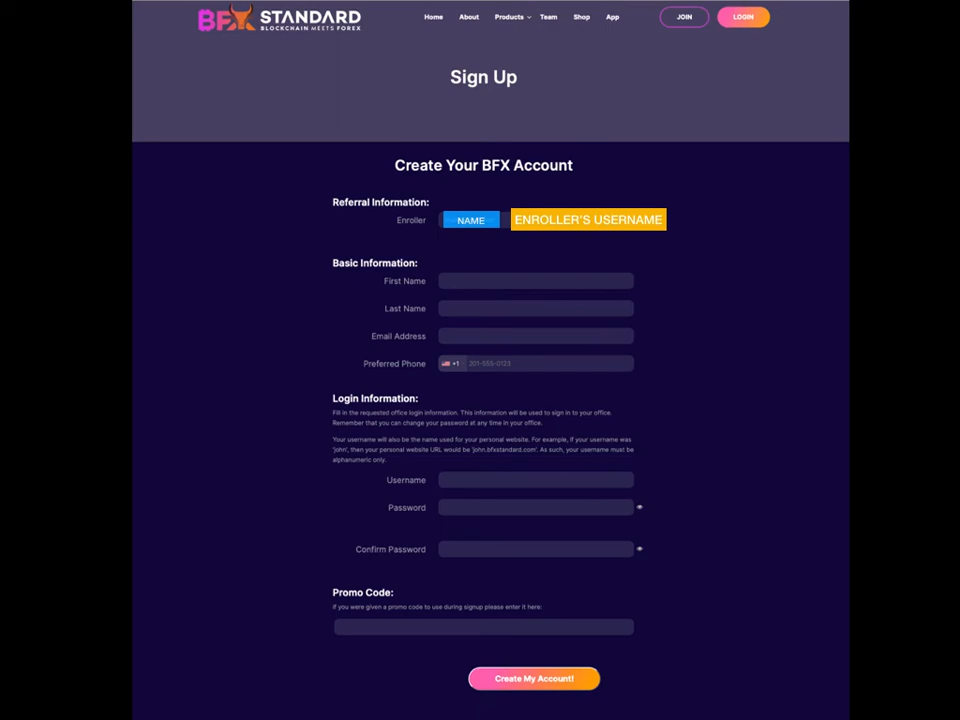 BFX STANDARD
BLOCKCHAIN MEETS FOREX
Home About Products Team Shop App JOIN LOGIN
Sign Up
Create Your BFX Account
Referral Information:
Enroller NAME ENROLLER'S USERNAME
Basic Information:
First Name
Last Name
Email Address
Preferred Phone +1 201-555-0123
Login Information:
Fill in the requested office login information. This information will be used to sign in to your office.
Remember that you can change your password at any time in your office.
Your username will also be the name used for your personal website. For example, if your username was
'john', then your personal website URL would be 'john.bfxstandard.com'. As such, your username must be
alphanumeric only.
Username
Password
Confirm Password
Promo Code:
If you were given a promo code to use during signup please enter it here:
Create My Account!